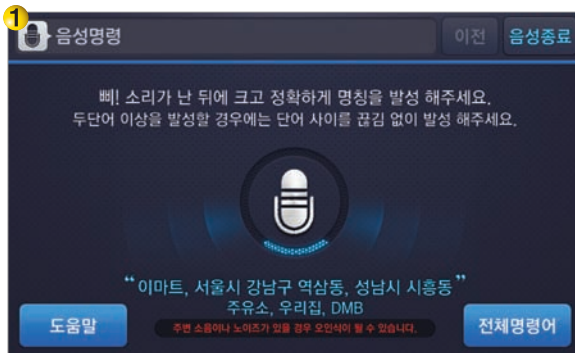 1
음성명령
이전
음성종료
삐! 소리가 난 뒤에 크고 정확하게 명칭을 발성 해주세요.
두단어 이상을 발성할 경우에는 단어 사이를 끊김 없이 발성 해주세요.
“ 이마트, 서울시 강남구 역삼동, 성남시 시흥동 ”
주유소, 우리집, DMB
도움말
주변 소음이나 노이즈가 있을 경우 오인식이 될 수 있습니다.
전체명령어